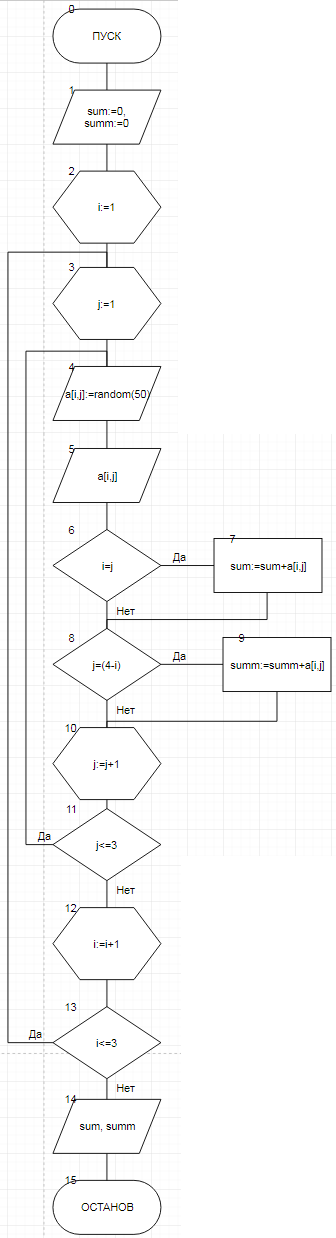 0
ПУСК
1
sum:=0,
summ:=0
2
i:=1
3
j:=1
4
a[i,j]:=random(50)
5
a[i,j]
6
i=j
Да
7
sum:=sum+a[i,j]
Нет
8
j=(4-i)
Да
9
summ:=summ+a[i,j]
Нет
10
j:=j+1
11
Да
j<=3
Нет
12
i:=i+1
13
Да
i<=3
Нет
14
sum, summ
15
ОСТАНОВ